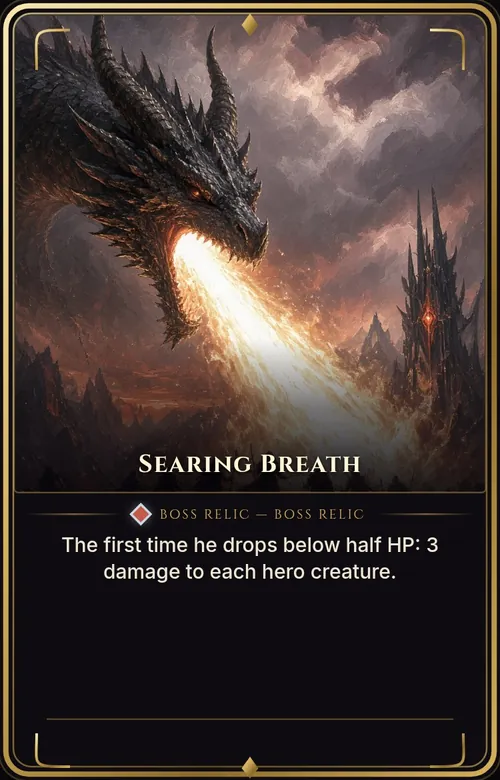 Searing Breath
BOSS RELIC — BOSS RELIC
The first time he drops below half HP: 3
damage to each hero creature.